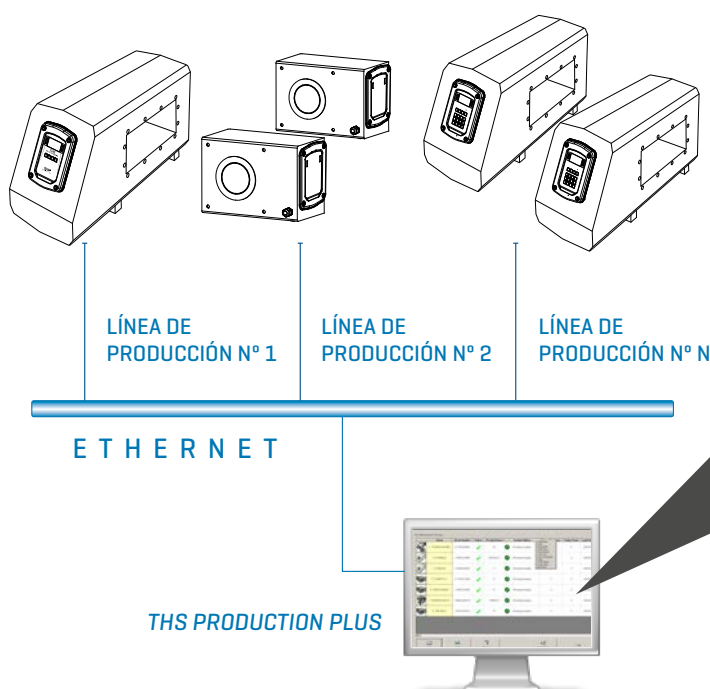 LÍNEA DE
PRODUCCIÓN Nº 1
LÍNEA DE
PRODUCCIÓN Nº 2
LÍNEA DE
PRODUCCIÓN Nº N
ETHERNET
THS PRODUCTION PLUS